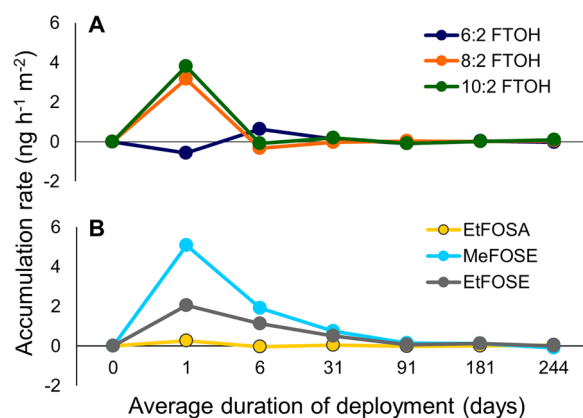 A
6
4
2
0
-2
6:2 FTOH
8:2 FTOH
10:2 FTOH
Accumulation rate (ng h⁻¹ m⁻²)
B
6
4
2
0
-2
EtFOSA
MeFOSE
EtFOSE
0 1 6 31 91 181 244
Average duration of deployment (days)